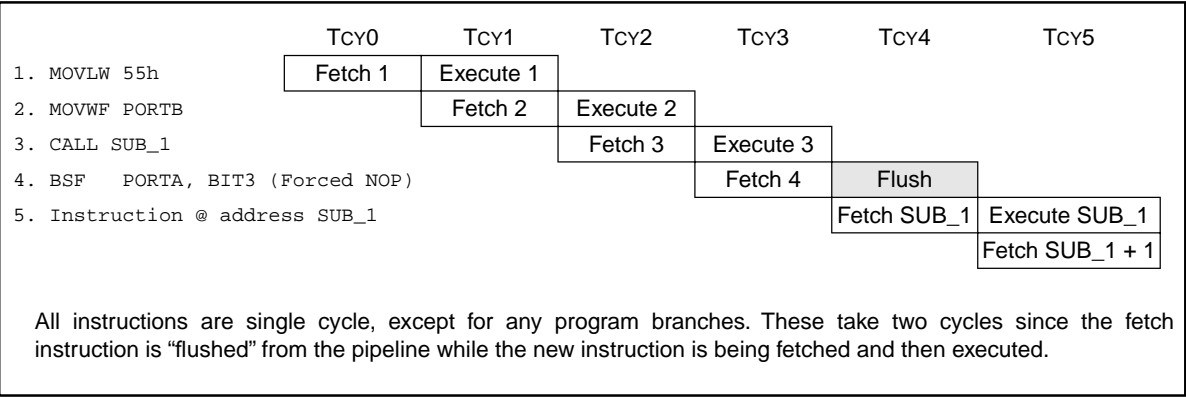 TCY0 TCY1 TCY2 TCY3 TCY4 TCY5
1. MOVLW 55h Fetch 1 Execute 1
2. MOVWF PORTB Fetch 2 Execute 2
3. CALL SUB_1 Fetch 3 Execute 3
4. BSF PORTA, BIT3 (Forced NOP) Fetch 4 Flush
5. Instruction @ address SUB_1 Fetch SUB_1 Execute SUB_1
Fetch SUB_1 + 1
All instructions are single cycle, except for any program branches. These take two cycles since the fetch
instruction is “flushed” from the pipeline while the new instruction is being fetched and then executed.